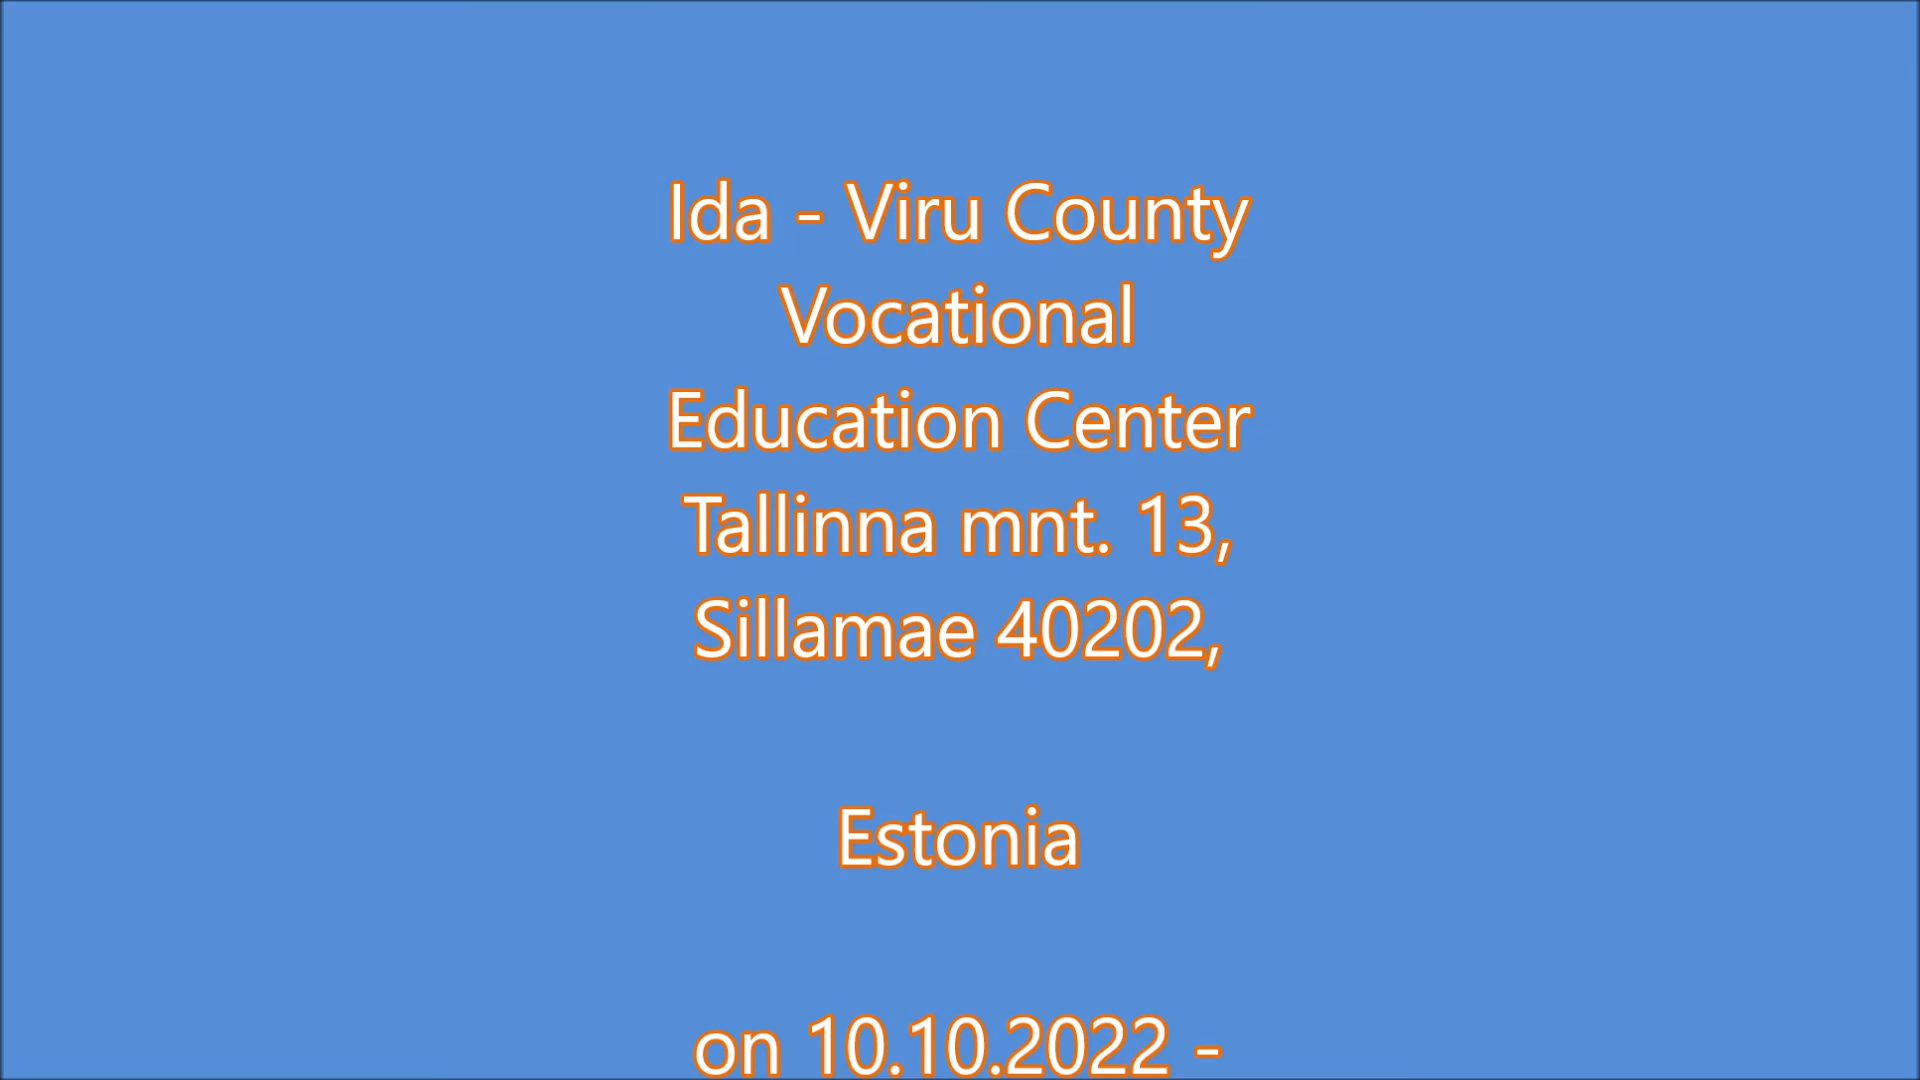 Ida - Viru County
Vocational
Education Center
Tallinna mnt. 13,
Sillamae 40202,
Estonia
on 10.10.2022 -